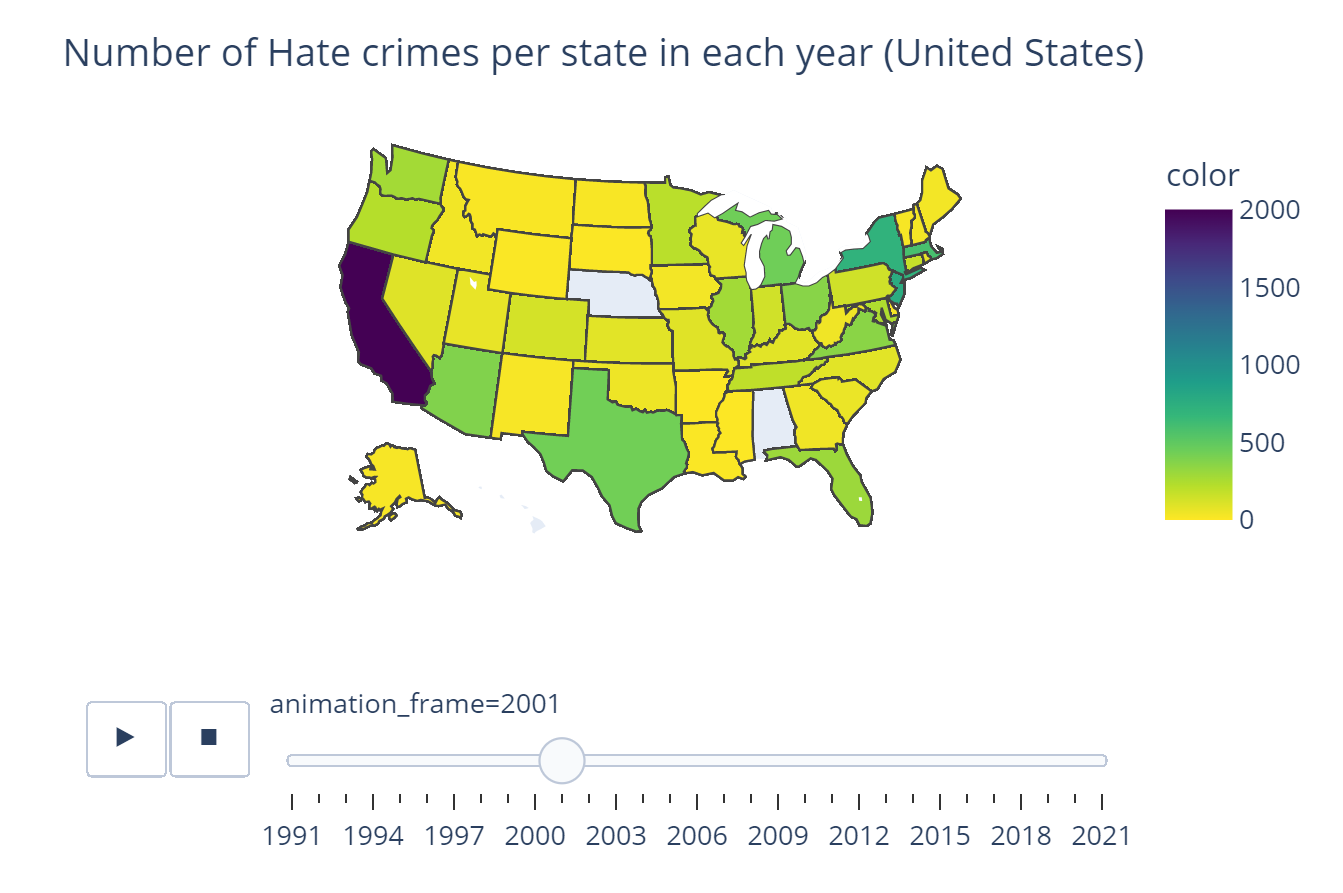 Number of Hate crimes per state in each year (United States)
color
2000
1500
1000
500
0
animation_frame=2001
1991 1994 1997 2000 2003 2006 2009 2012 2015 2018 2021